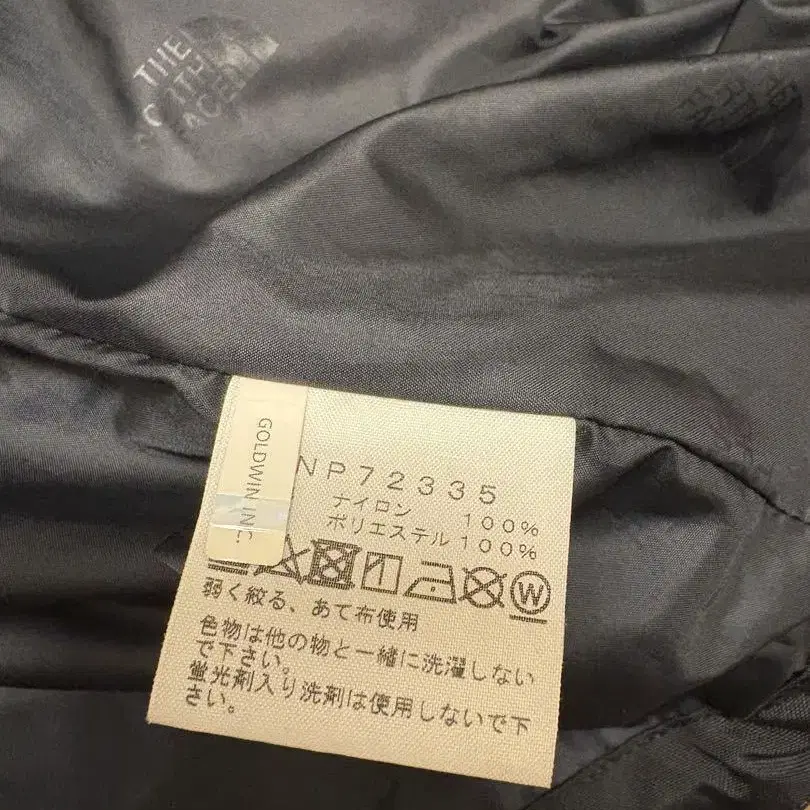 THE
NORTH
FACE
GOLDWIN INC.
NP72335
ナイロン 100%
ポリエステル 100%
W
弱く絞る、あて布使用
色物は他の物と一緒に洗濯しない
で下さい。
蛍光剤入り洗剤は使用しないで下
さい。